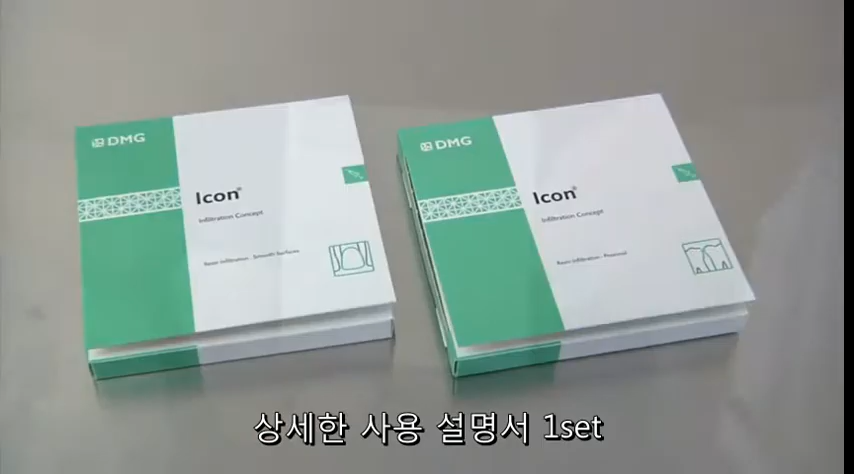 DMG
Icon®
Infiltration Concept
Resin Infiltration - Smooth Surfaces
DMG
Icon®
Infiltration Concept
Resin Infiltration - Proximal
상세한 사용 설명서 1set